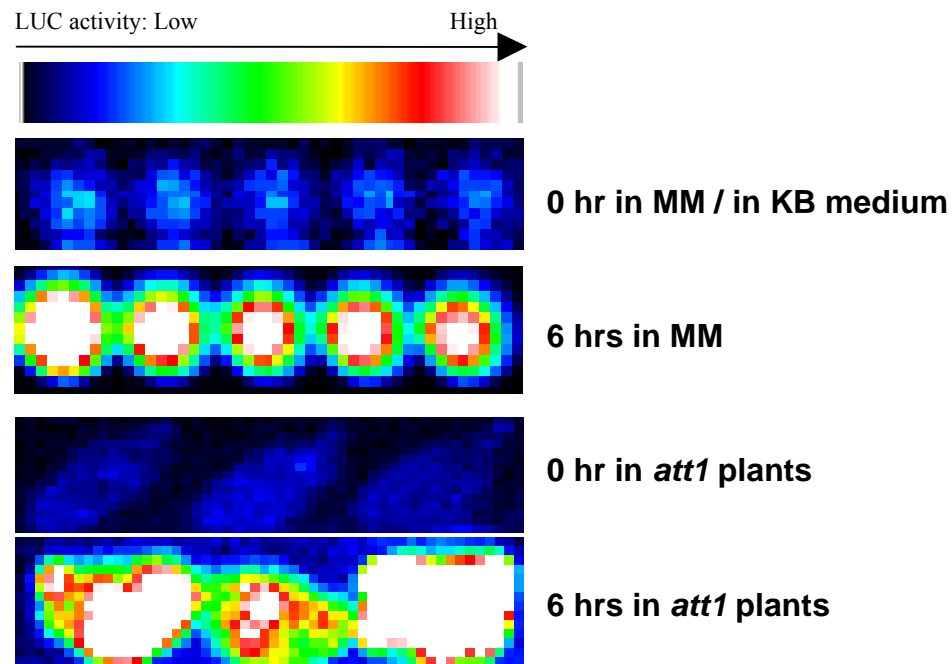 LUC activity: Low High
0 hr in MM / in KB medium
6 hrs in MM
0 hr in att1 plants
6 hrs in att1 plants